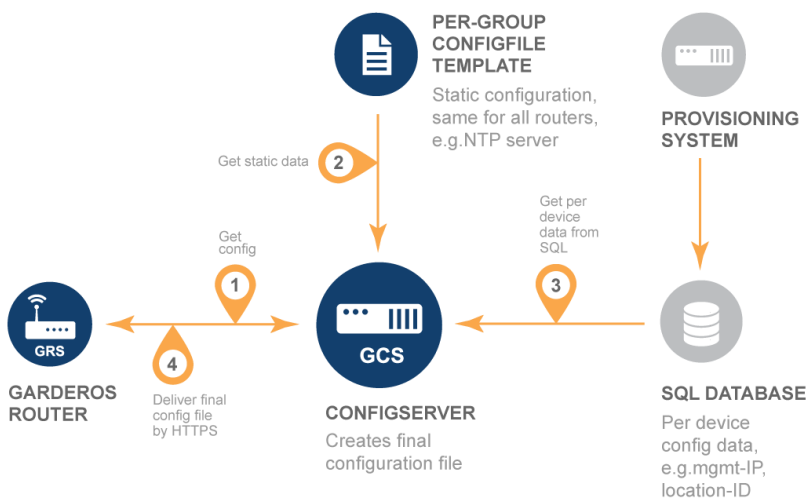 PER-GROUP
CONFIGFILE
TEMPLATE
Static configuration,
same for all routers,
e.g.NTP server
PROVISIONING
SYSTEM
Get static data
2
Get
config
1
Get per
device
data from
SQL
3
GRS
GCS
4
GARDEROS
ROUTER
Deliver final
config file
by HTTPS
CONFIGSERVER
Creates final
configuration file
SQL DATABASE
Per device
config data,
e.g.mgmt-IP,
location-ID